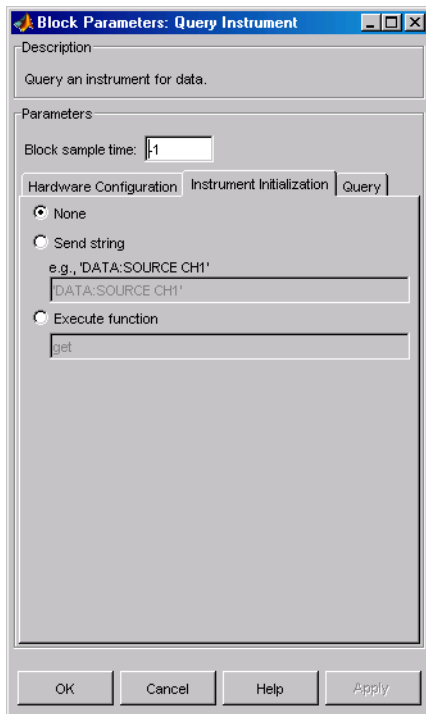 Block Parameters: Query Instrument
Description
Query an instrument for data.
Parameters
Block sample time: -1
Hardware Configuration Instrument Initialization Query
None
Send string
e.g., 'DATA:SOURCE CH1'
'DATA:SOURCE CH1'
Execute function
get
OK Cancel Help Apply